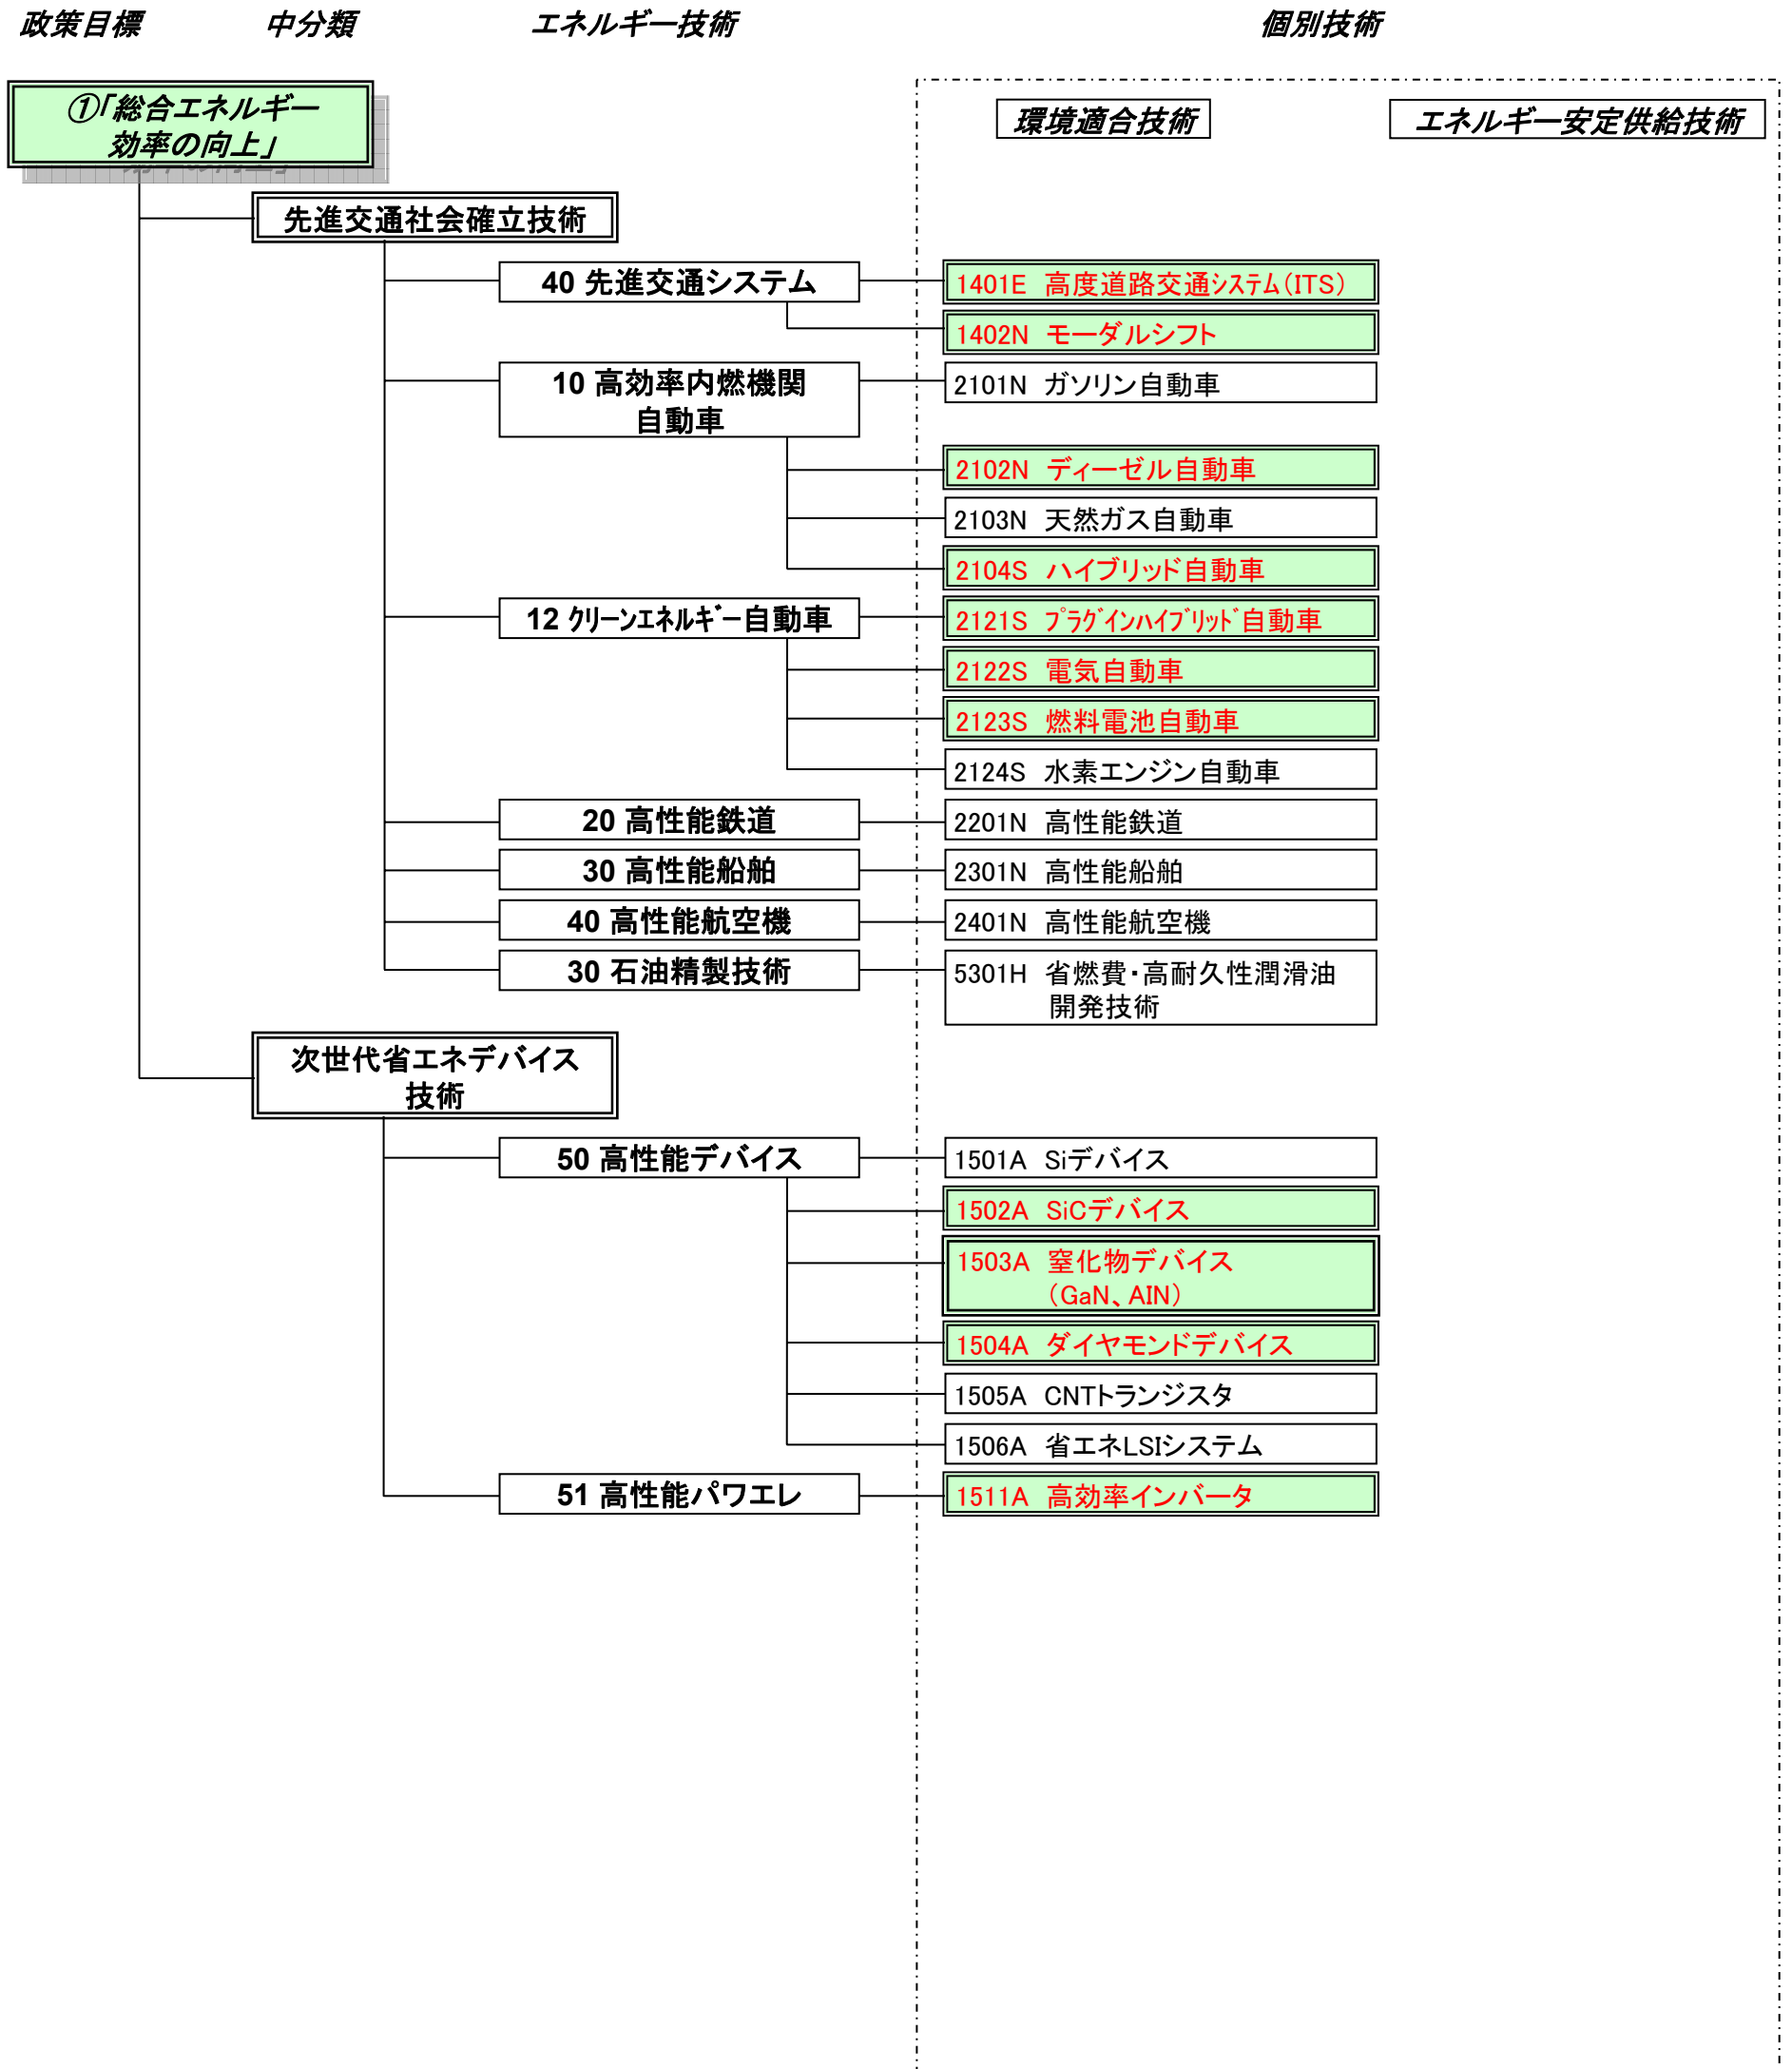 政策目標 中分類 エネルギー技術 個別技術
①「総合エネルギー
効率の向上」
環境適合技術 エネルギー安定供給技術
先進交通社会確立技術
40 先進交通システム 1401E 高度道路交通ｼｽﾃﾑ(ITS)
1402N モーダルシフト
10 高効率内燃機関
自動車
2101N ガソリン自動車
2102N ディーゼル自動車
2103N 天然ガス自動車
2104S ハイブリッド自動車
12 ｸﾘｰﾝｴﾈﾙｷﾞｰ自動車 2121S ﾌﾟﾗｸﾞｲﾝﾊｲﾌﾞﾘｯﾄﾞ自動車
2122S 電気自動車
2123S 燃料電池自動車
2124S 水素エンジン自動車
20 高性能鉄道 2201N 高性能鉄道
30 高性能船舶 2301N 高性能船舶
40 高性能航空機 2401N 高性能航空機
30 石油精製技術 5301H 省燃費・高耐久性潤滑油
開発技術
次世代省エネデバイス
技術
50 高性能デバイス 1501A Siデバイス
1502A SiCデバイス
1503A 窒化物デバイス
（GaN、AlN）
1504A ダイヤモンドデバイス
1505A CNTトランジスタ
1506A 省エネLSIシステム
51 高性能パワエレ 1511A 高効率インバータ